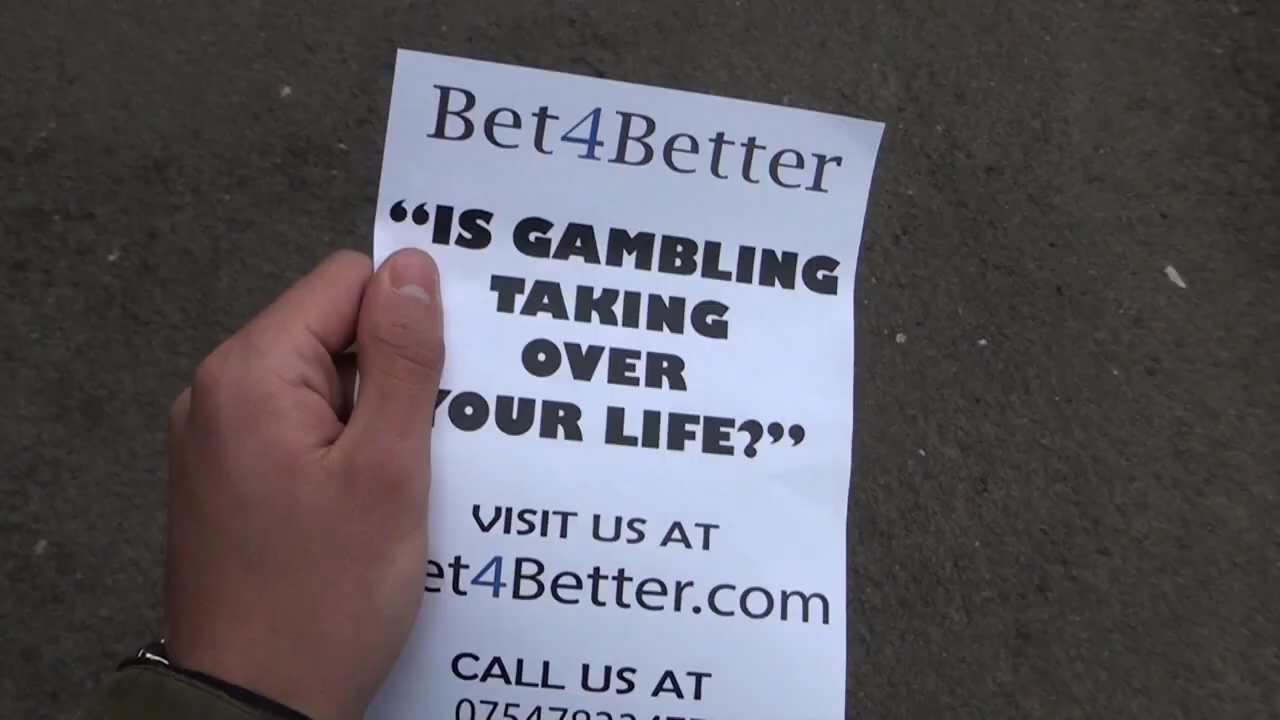 Bet4Better
“IS GAMBLING
TAKING
OVER
YOUR LIFE?”
VISIT US AT
et4Better.com
CALL US AT